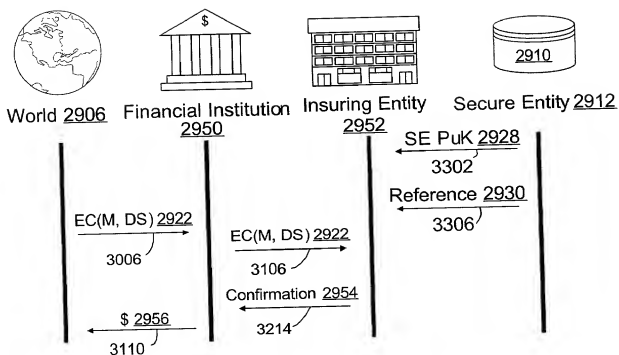 $
2910
World 2906
Financial Institution
2950
Insuring Entity
2952
Secure Entity 2912
SE PuK 2928
3302
Reference 2930
3306
EC(M, DS) 2922
3006
EC(M, DS) 2922
3106
Confirmation 2954
3214
$ 2956
3110